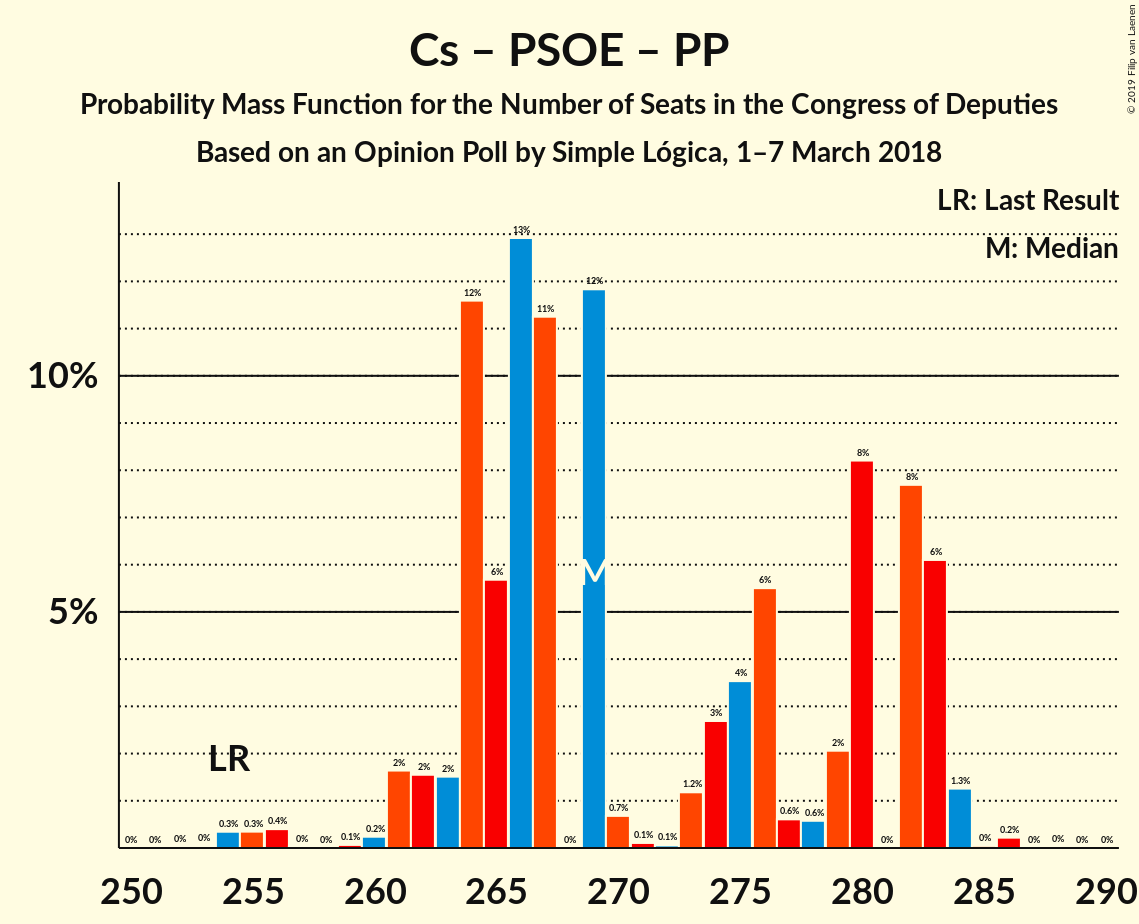 Cs – PSOE – PP
Probability Mass Function for the Number of Seats in the Congress of Deputies
Based on an Opinion Poll by Simple Lógica, 1–7 March 2018
© 2019 Filip van Laenen
LR: Last Result
M: Median
10%
5%
LR
M
0% 0% 0% 0% 0.3% 0.3% 0.4% 0% 0% 0.1% 0.2% 2% 2% 2% 12% 6% 13% 11% 0% 12% 0.7% 0.1% 0.1% 1.2% 3% 4% 6% 0.6% 0.6% 2% 8% 0% 8% 6% 1.3% 0% 0.2% 0% 0% 0% 0%
250 255 260 265 270 275 280 285 290